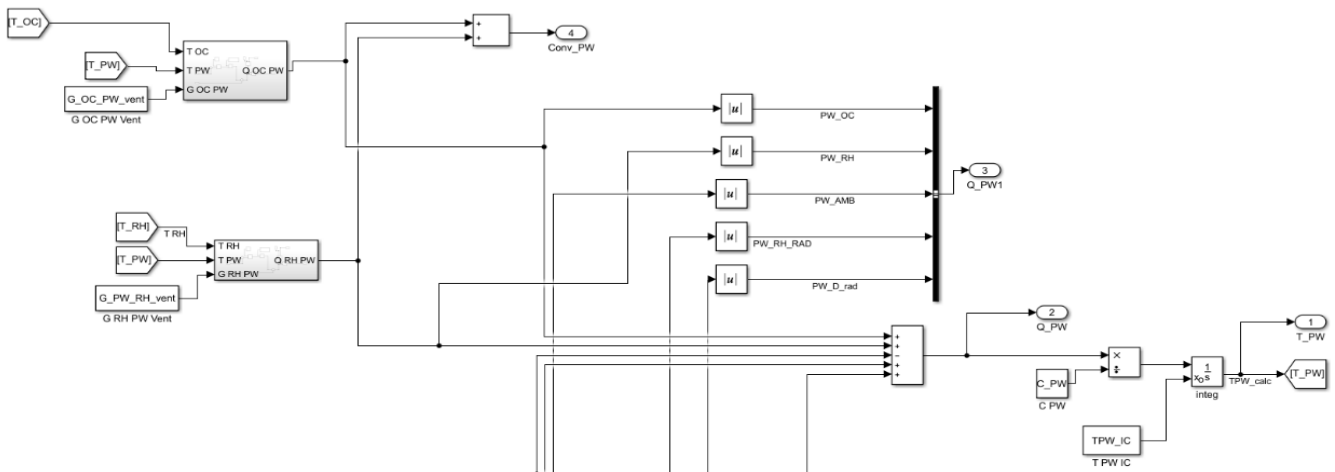 [T_OC]
T OC
[T_PW]
T PW
Q OC PW
G_OC_PW_vent
G OC PW
G OC PW Vent
+
+
4
Conv_PW
|u|
PW_OC
|u|
PW_RH
3
Q_PW1
|u|
PW_AMB
|u|
PW_RH_RAD
|u|
PW_D_rad
[T_RH]
T RH
T RH
[T_PW]
T PW
Q RH PW
G_PW_RH_vent
G RH PW
G RH PW Vent
+
+
−
+
+
2
Q_PW
C_PW
C PW
×
÷
TPW_IC
T PW IC
1
s
xo
integ
TPW_calc
1
T_PW
[T_PW]